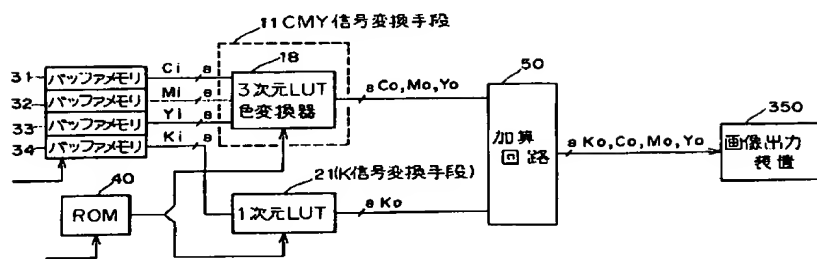 11 CMY信号変換手段
31 バッファメモリ Ci 8
32 バッファメモリ Mi 8
33 バッファメモリ Yi 8
34 バッファメモリ Ki 8
18
3次元LUT
色変換器
8 Co, Mo, Yo
50
加算
回路
8 Ko, Co, Mo, Yo
350
画像出力
装置
40
ROM
21(K信号変換手段)
1次元LUT
8 Ko